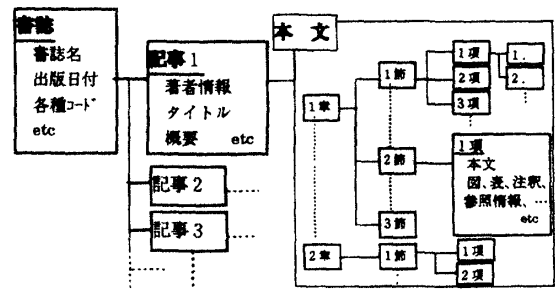 書誌
書誌名
出版日付
各種コード
etc
記事1
著者情報
タイトル
概要 etc
記事2
記事3
本文
1章
1節
1項
1.
2項
2.
3項
2節
1項
本文
図、表、注釈、
参照情報、…
etc
3節
2章
1節
1項
2項